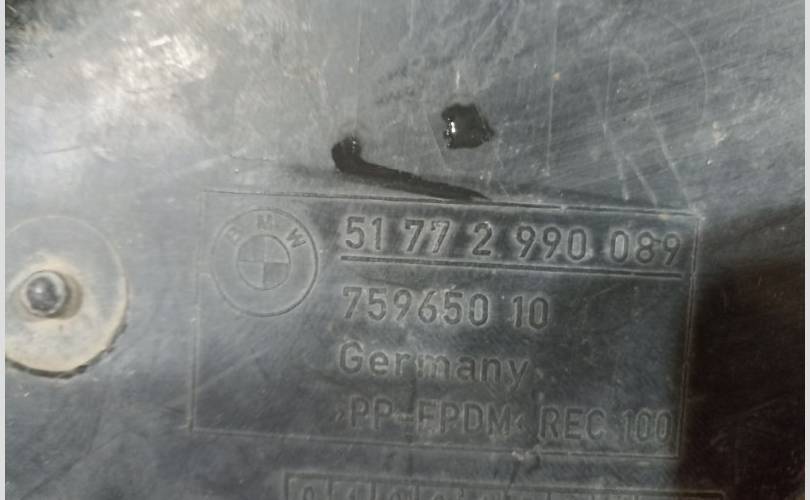 BMW
51 77 2 990 089
759650 10
Germany
>PP-EPDM< REC 100